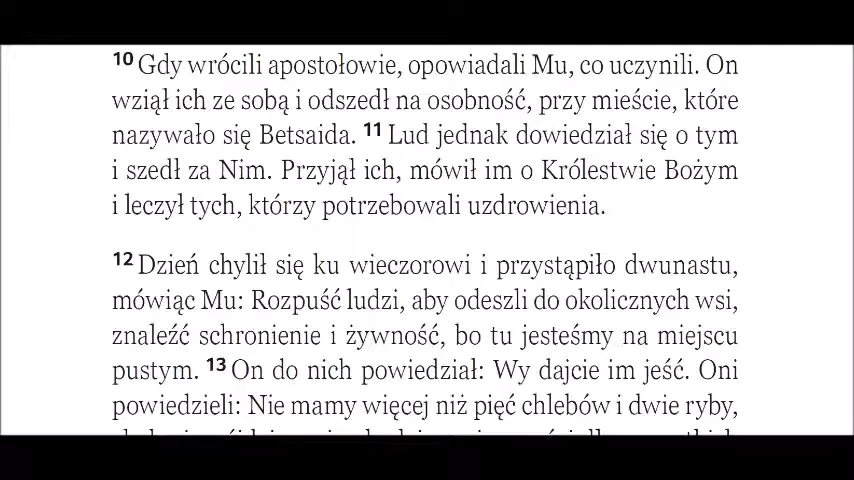 10 Gdy wrócili apostołowie, opowiadali Mu, co uczynili. On
wziął ich ze sobą i odszedł na osobność, przy mieście, które
nazywało się Betsaida. 11 Lud jednak dowiedział się o tym
i szedł za Nim. Przyjął ich, mówił im o Królestwie Bożym
i leczył tych, którzy potrzebowali uzdrowienia.
12 Dzień chylił się ku wieczorowi i przystąpiło dwunastu,
mówiąc Mu: Rozpuść ludzi, aby odeszli do okolicznych wsi,
znaleźć schronienie i żywność, bo tu jesteśmy na miejscu
pustym. 13 On do nich powiedział: Wy dajcie im jeść. Oni
powiedzieli: Nie mamy więcej niż pięć chlebów i dwie ryby,